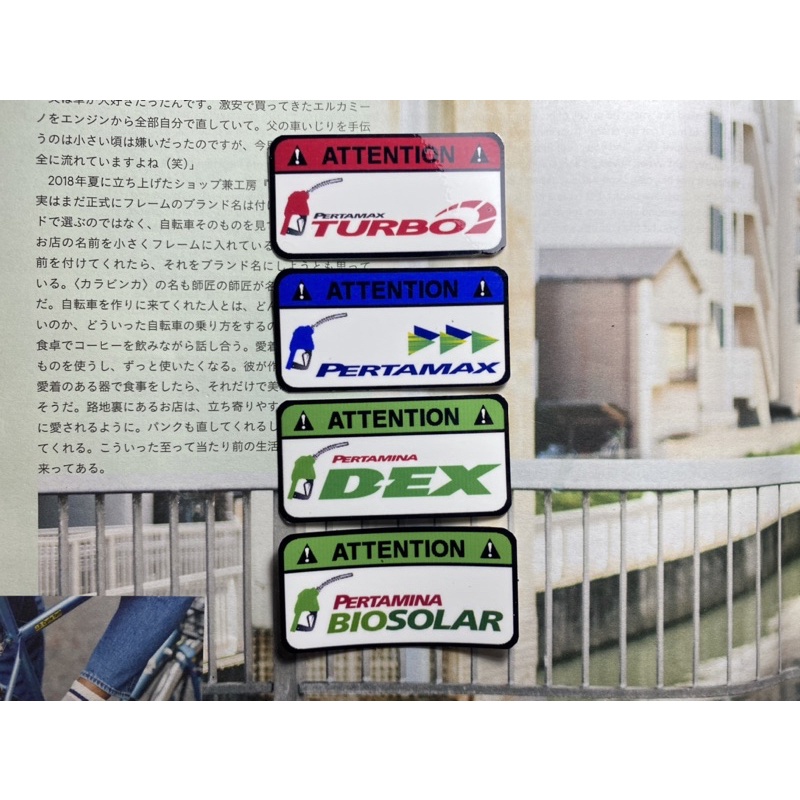 夫は車が大好きだったんです。激安で買ってきたエルカミー
ノをエンジンから全部自分で直していて。父の車いじりを手伝
うのは小さい頃は嫌いだったのですが、今
全に流れていますよね（笑）」
2018年夏に立ち上げたショップ兼工房『
実はまだ正式にフレームのブランド名は付け
ドで選ぶのではなく、自転車そのものを見て
お店の名前を小さくフレームに入れている
前を付けてくれたら、それをブランド名にしようとも思って
いる。〈カラビンカ〉の名も師匠の師匠が名
だ。自転車を作りに来てくれた人とは、どん
いのか、どういった自転車の乗り方をするの
食卓でコーヒーを飲みながら話し合う。愛着
ものを使うし、ずっと使いたくなる。彼が作
愛着のある器で食事をしたら、それだけで美
そうだ。路地裏にあるお店は、立ち寄りやす
に愛されるように。パンクも直してくれるし
てくれる。こういった至って当たり前の生活
来ってある。
ATTENTION
PERTAMAX
TURBO
ATTENTION
PERTAMAX
ATTENTION
PERTAMINA
DEX
ATTENTION
PERTAMINA
BIOSOLAR